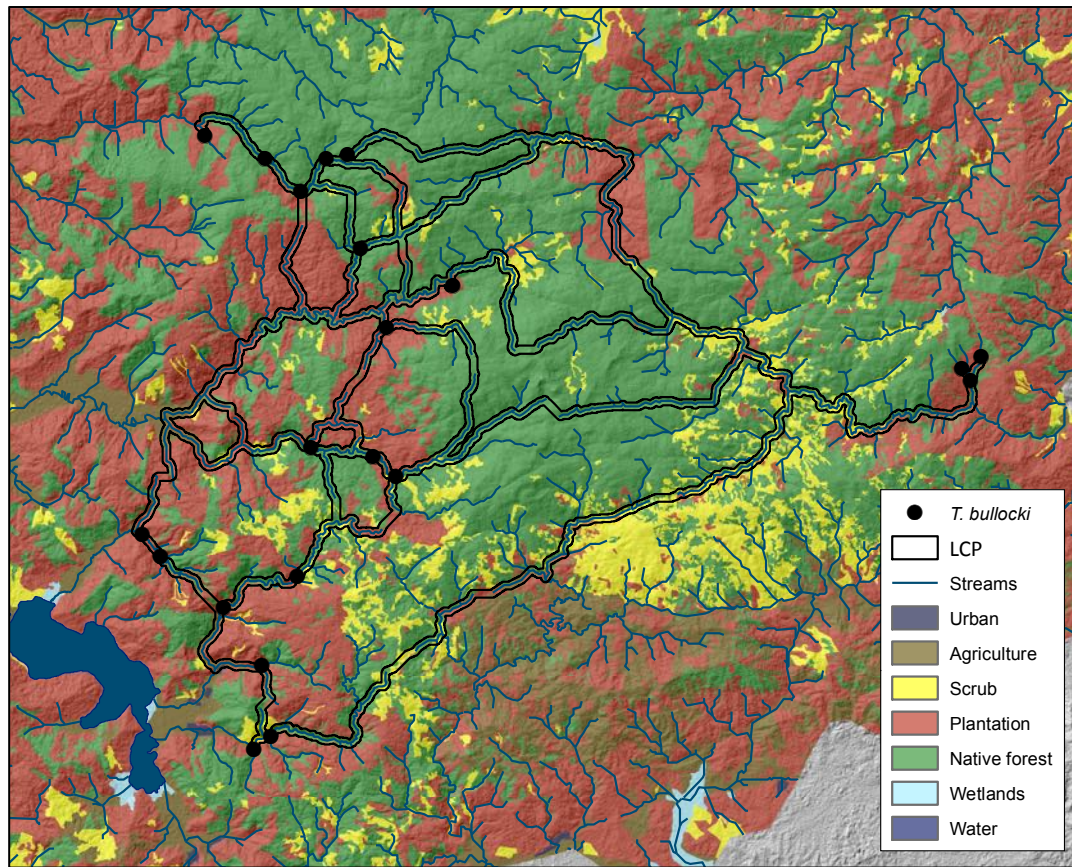 T. bullocki
LCP
Streams
Urban
Agriculture
Scrub
Plantation
Native forest
Wetlands
Water